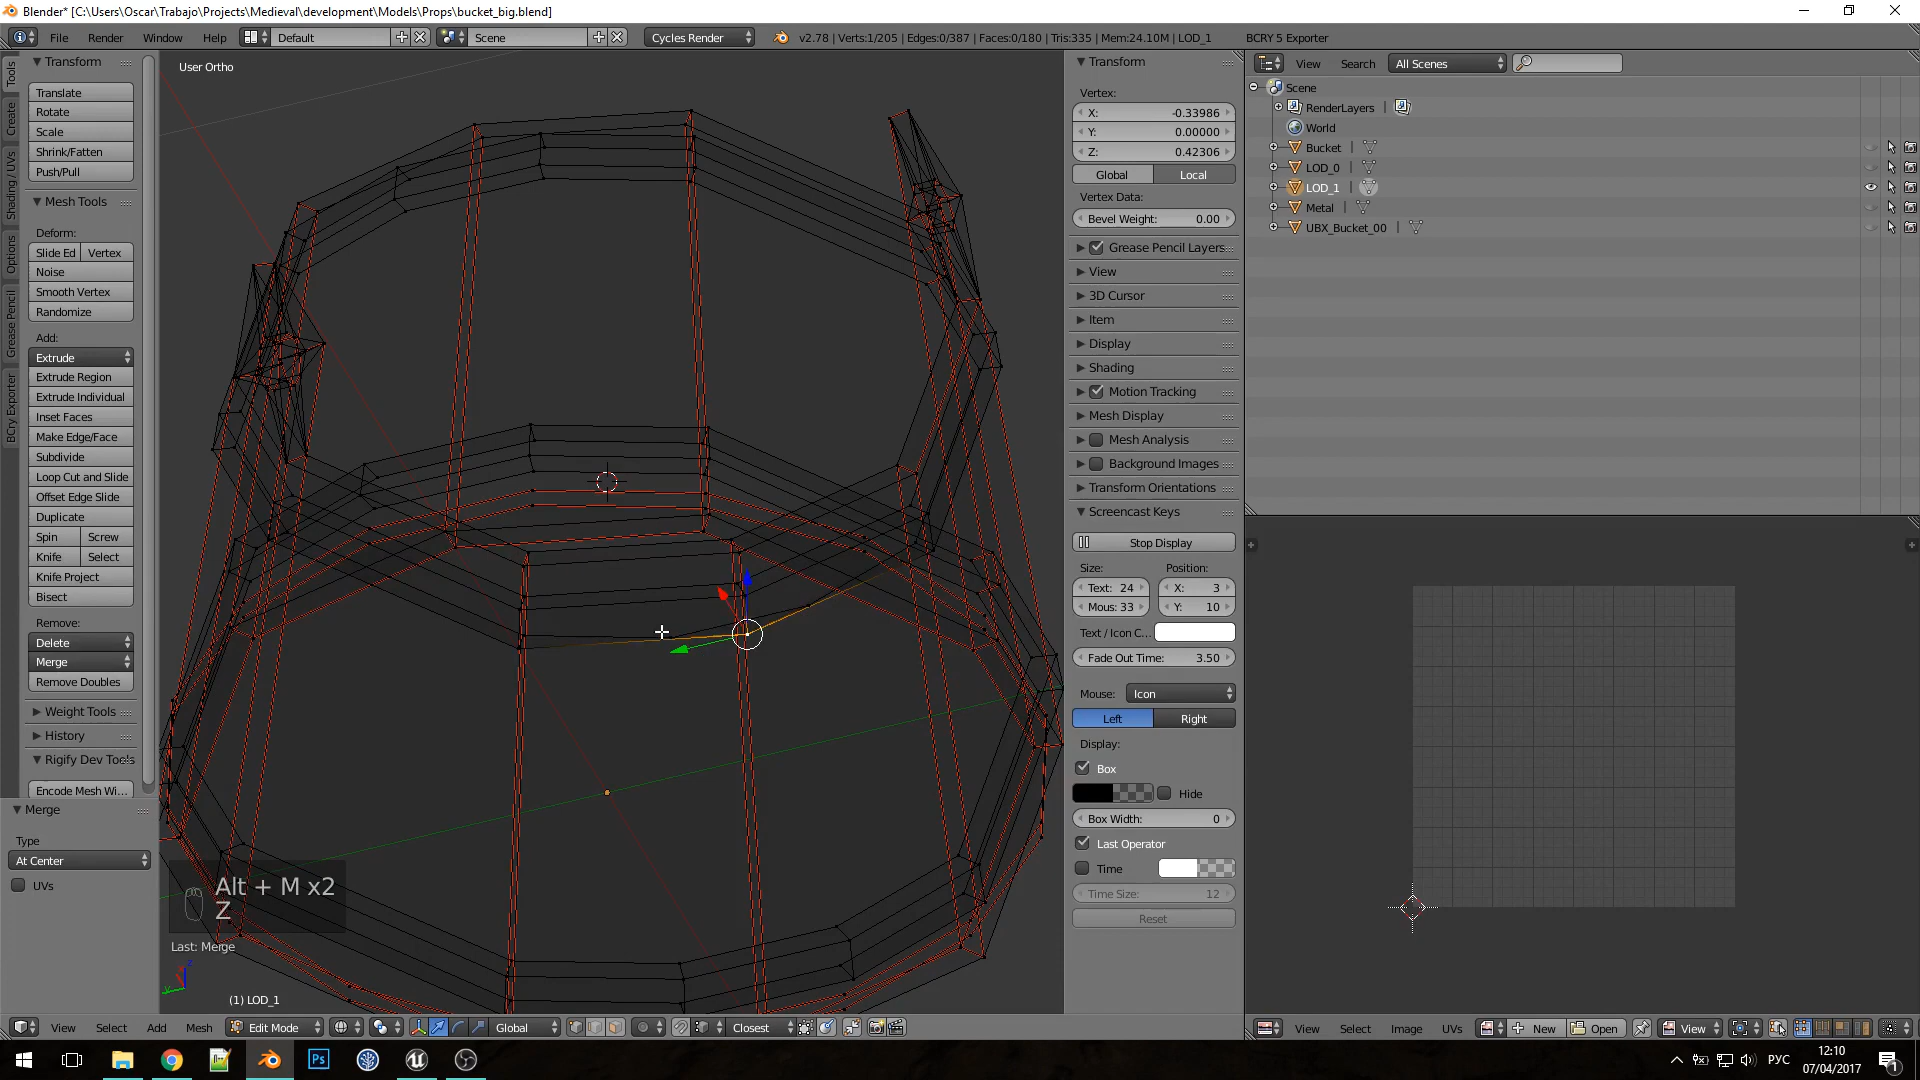 Blender* [C:\Users\Oscar\Trabajo\Projects\Medieval\development\Models\Props\bucket_big.blend]
File Render Window Help Default Scene Cycles Render v2.78 | Verts:1/205 | Edges:0/387 | Faces:0/180 | Tris:335 | Mem:24.10M | LOD_1 BCRY 5 Exporter
Tools
Create
Shading / UVs
Options
Grease Pencil
BCry Exporter
Transform
Translate
Rotate
Scale
Shrink/Fatten
Push/Pull
Mesh Tools
Deform:
Slide Ed Vertex
Noise
Smooth Vertex
Randomize
Add:
Extrude
Extrude Region
Extrude Individual
Inset Faces
Make Edge/Face
Subdivide
Loop Cut and Slide
Offset Edge Slide
Duplicate
Spin Screw
Knife Select
Knife Project
Bisect
Remove:
Delete
Merge
Remove Doubles
Weight Tools
History
Rigify Dev Tools
Encode Mesh Wi...
Merge
Type
At Center
UVs
User Ortho
Alt + M x2
Z
Last: Merge
(1) LOD_1
Transform
Vertex:
X: -0.33986
Y: 0.00000
Z: 0.42306
Global Local
Vertex Data:
Bevel Weight: 0.00
Grease Pencil Layers
View
3D Cursor
Item
Display
Shading
Motion Tracking
Mesh Display
Mesh Analysis
Background Images
Transform Orientations
Screencast Keys
Stop Display
Size: Position:
Text: 24 X: 3
Mous: 33 Y: 10
Text / Icon C...
Fade Out Time: 3.50
Mouse: Icon
Left Right
Display:
Box
Hide
Box Width: 0
Last Operator
Time
Time Size: 12
Reset
View Search All Scenes
Scene
RenderLayers |
World
Bucket |
LOD_0 |
LOD_1 |
Metal |
UBX_Bucket_00 |
View Select Add Mesh Edit Mode Global Closest
View Select Image UVs New Open View
Ps
РУС
12:10
07/04/2017
1